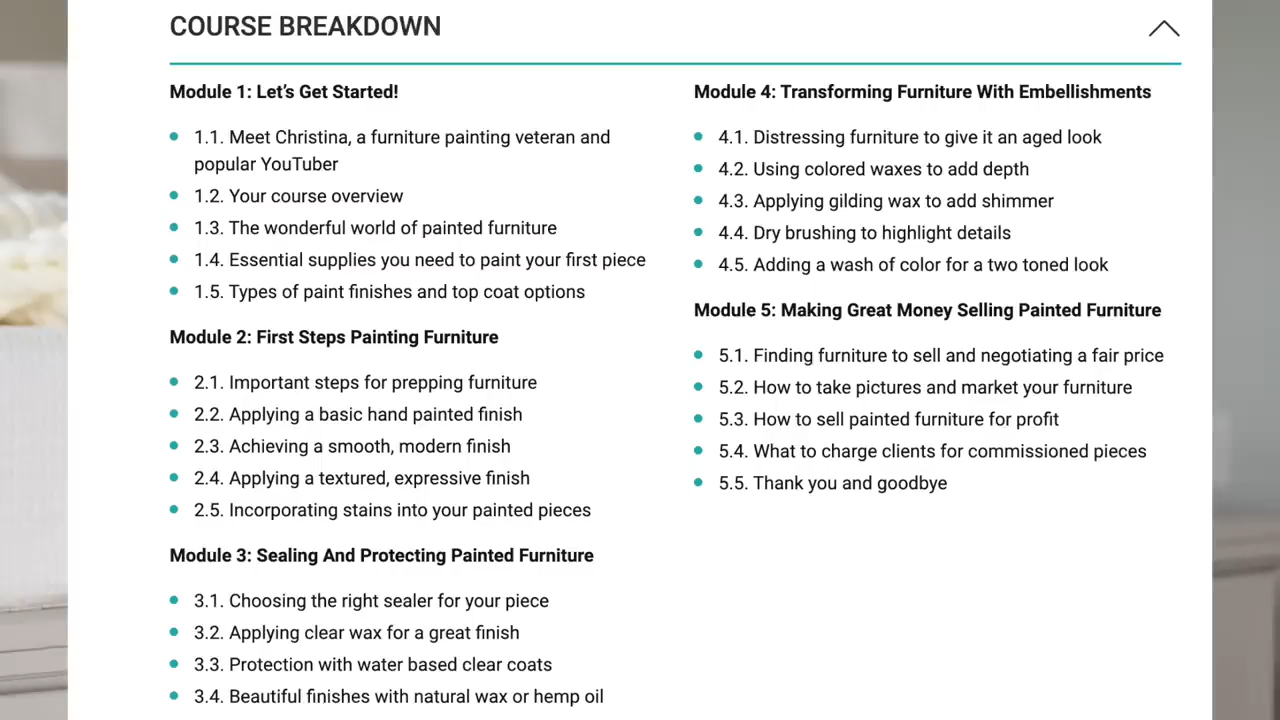 COURSE BREAKDOWN
Module 1: Let’s Get Started!
1.1. Meet Christina, a furniture painting veteran and
popular YouTuber
1.2. Your course overview
1.3. The wonderful world of painted furniture
1.4. Essential supplies you need to paint your first piece
1.5. Types of paint finishes and top coat options
Module 2: First Steps Painting Furniture
2.1. Important steps for prepping furniture
2.2. Applying a basic hand painted finish
2.3. Achieving a smooth, modern finish
2.4. Applying a textured, expressive finish
2.5. Incorporating stains into your painted pieces
Module 3: Sealing And Protecting Painted Furniture
3.1. Choosing the right sealer for your piece
3.2. Applying clear wax for a great finish
3.3. Protection with water based clear coats
3.4. Beautiful finishes with natural wax or hemp oil
Module 4: Transforming Furniture With Embellishments
4.1. Distressing furniture to give it an aged look
4.2. Using colored waxes to add depth
4.3. Applying gilding wax to add shimmer
4.4. Dry brushing to highlight details
4.5. Adding a wash of color for a two toned look
Module 5: Making Great Money Selling Painted Furniture
5.1. Finding furniture to sell and negotiating a fair price
5.2. How to take pictures and market your furniture
5.3. How to sell painted furniture for profit
5.4. What to charge clients for commissioned pieces
5.5. Thank you and goodbye